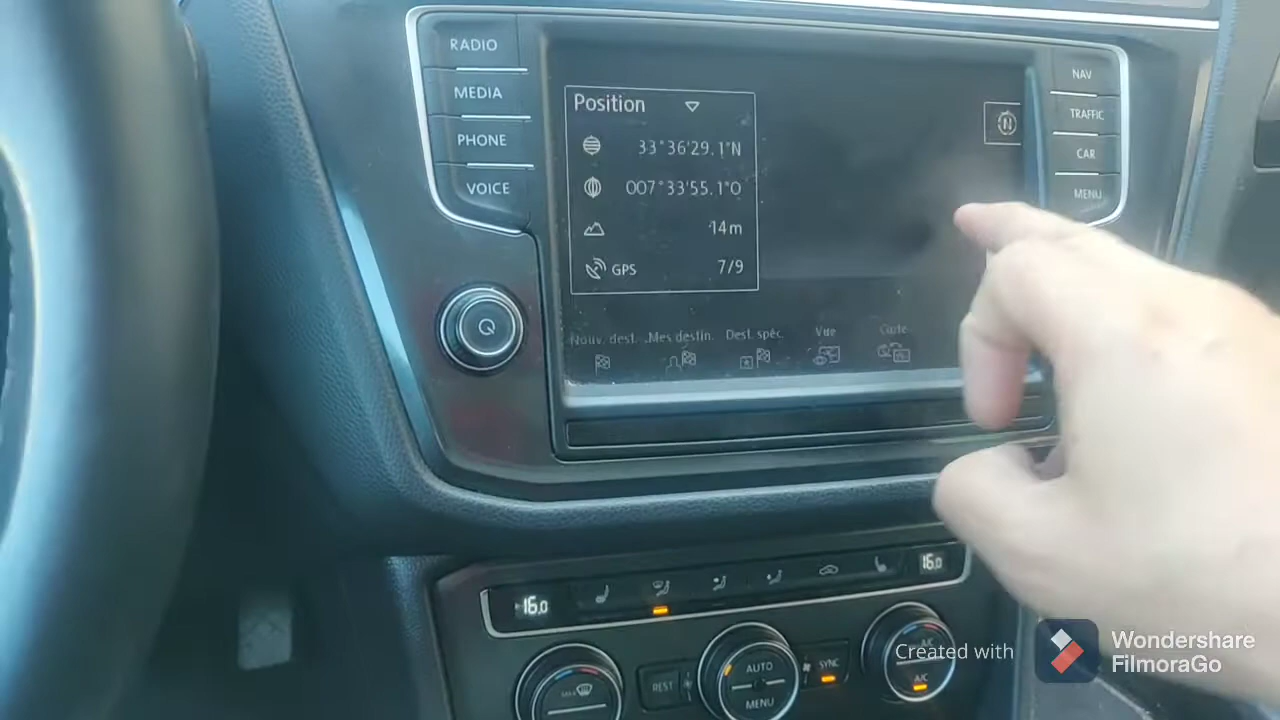 RADIO
MEDIA
PHONE
VOICE
Position
33°36'29.1"N
007°33'55.1"O
14m
GPS 7/9
Nouv. dest. Mes destin. Dest. spéc. Vue Carte
N
NAV
TRAFFIC
CAR
MENU
16.0
16.0
MAX
REST
AUTO
MENU
SYNC
A/C
A/C
Created with
Wondershare
FilmoraGo